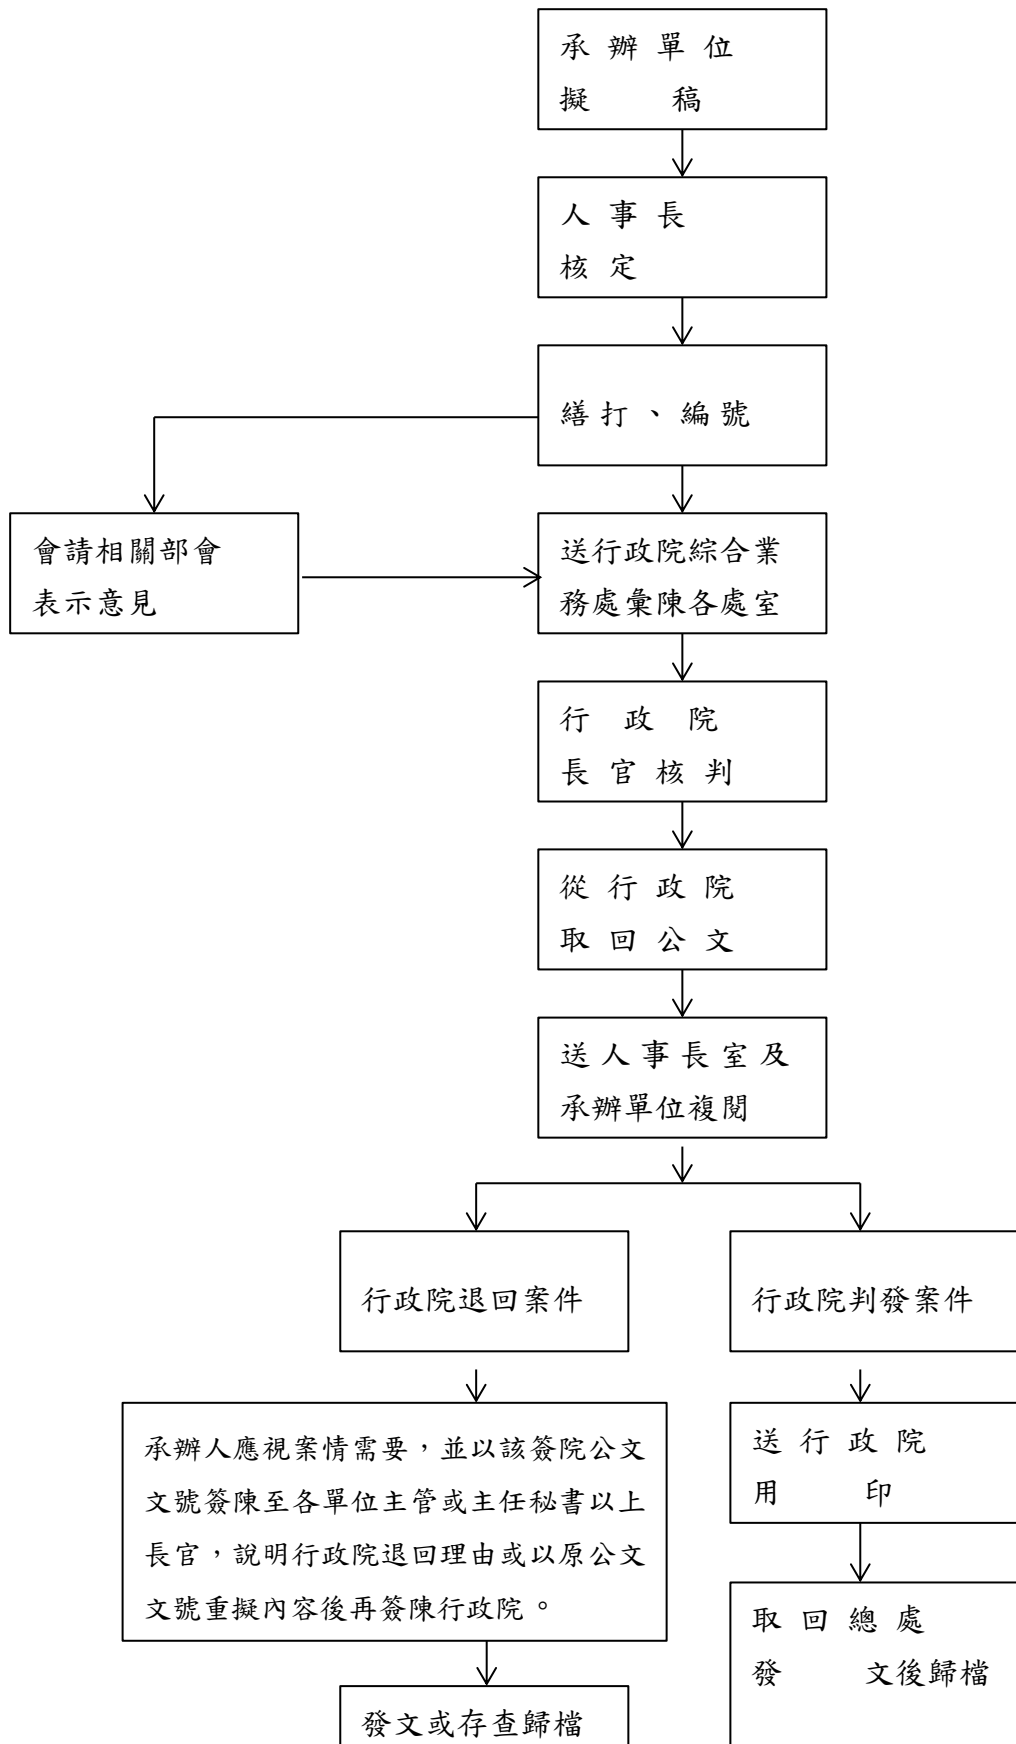 承辦單位
擬 稿
人事長
核定
繕打、編號
會請相關部會
表示意見
送行政院綜合業
務處彙陳各處室
行政院
長官核判
從行政院
取回公文
送人事長室及
承辦單位複閱
行政院退回案件
行政院判發案件
承辦人應視案情需要，並以該簽院公文
文號簽陳至各單位主管或主任秘書以上
長官，說明行政院退回理由或以原公文
文號重擬內容後再簽陳行政院。
送行政院
用 印
取回總處
發 文後歸檔
發文或存查歸檔